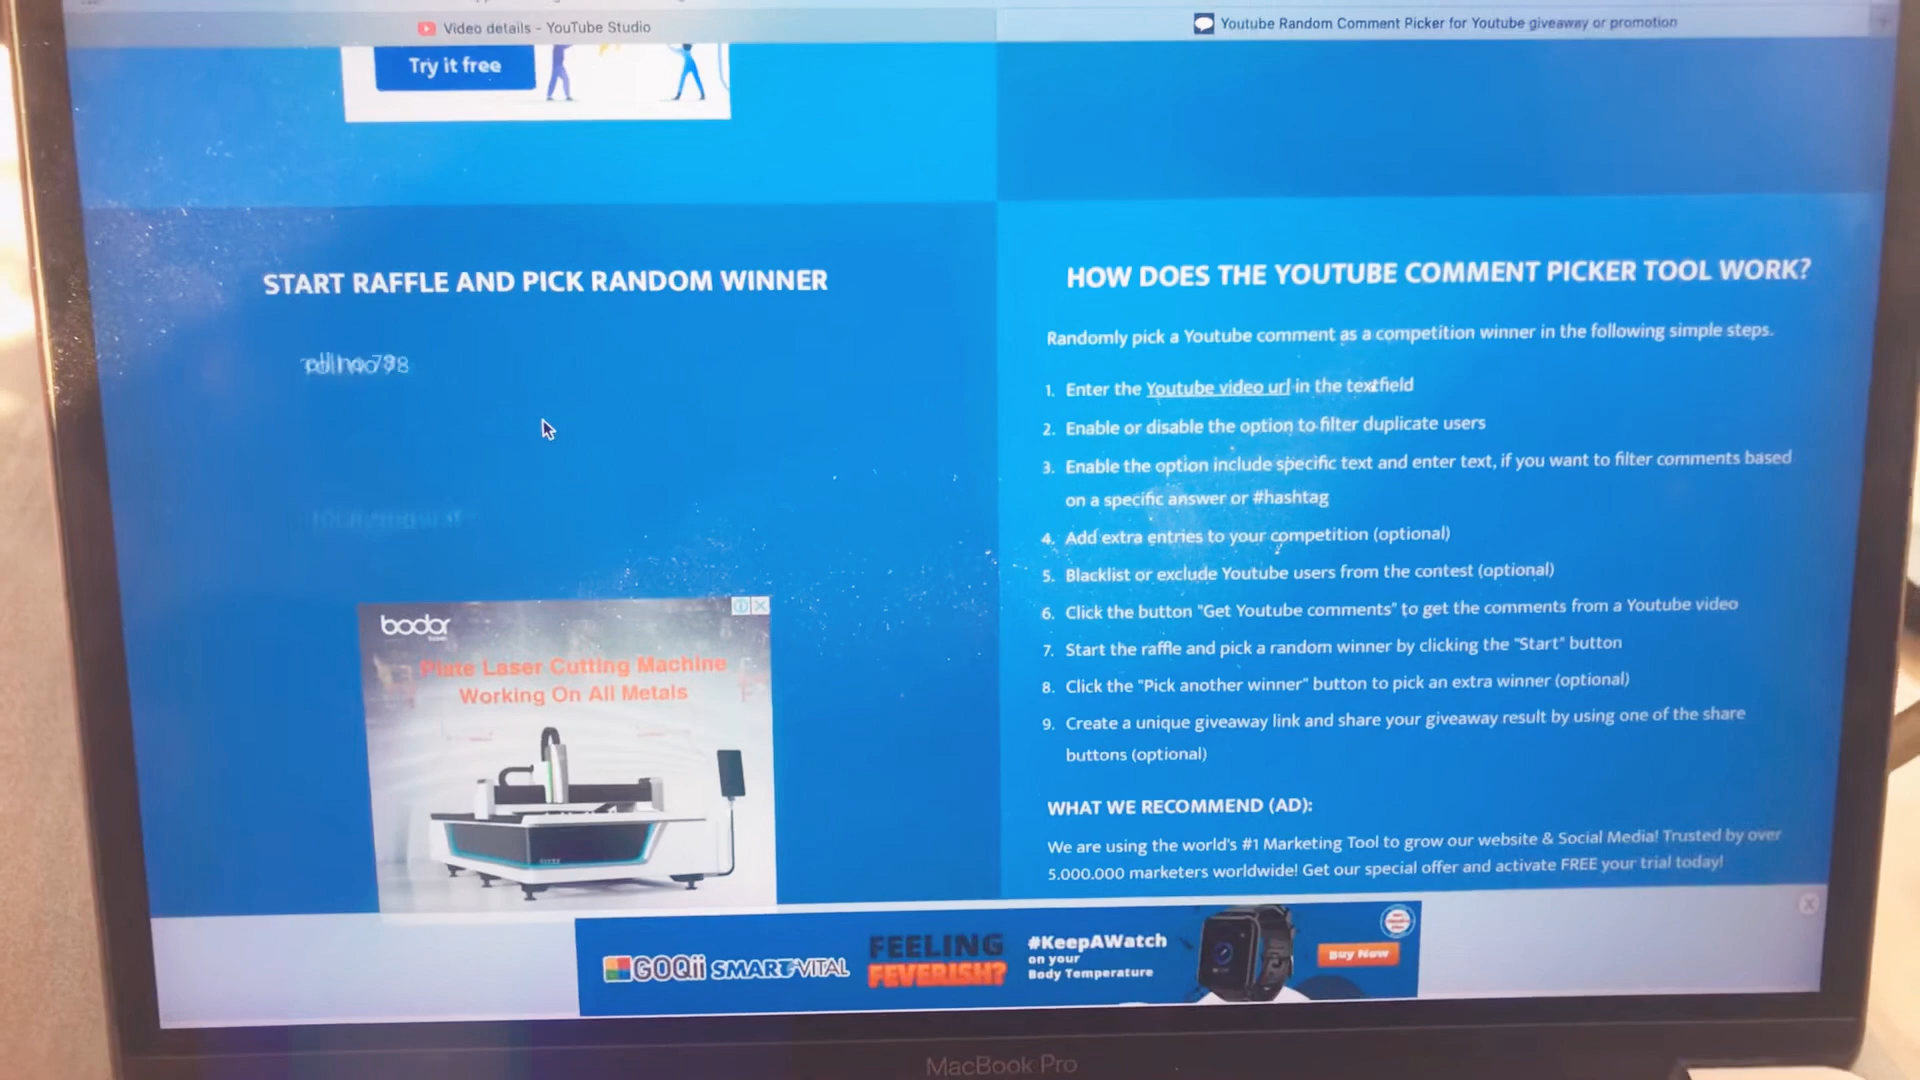 Video details - YouTube Studio
Youtube Random Comment Picker for Youtube giveaway or promotion
Try it free
START RAFFLE AND PICK RANDOM WINNER
HOW DOES THE YOUTUBE COMMENT PICKER TOOL WORK?
Randomly pick a Youtube comment as a competition winner in the following simple steps.
1. Enter the Youtube video url in the textfield
2. Enable or disable the option to filter duplicate users
3. Enable the option include specific text and enter text, if you want to filter comments based
on a specific answer or #hashtag
4. Add extra entries to your competition (optional)
5. Blacklist or exclude Youtube users from the contest (optional)
6. Click the button "Get Youtube comments" to get the comments from a Youtube video
7. Start the raffle and pick a random winner by clicking the "Start" button
8. Click the "Pick another winner" button to pick an extra winner (optional)
9. Create a unique giveaway link and share your giveaway result by using one of the share
buttons (optional)
WHAT WE RECOMMEND (AD):
We are using the world's #1 Marketing Tool to grow our website & Social Media! Trusted by over
5.000.000 marketers worldwide! Get our special offer and activate FREE your trial today!
bodor
Plate Laser Cutting Machine
Working On All Metals
GOQii SMART VITAL
FEELING
FEVERISH?
#KeepAWatch
on your
Body Temperature
Buy Now
MacBook Pro